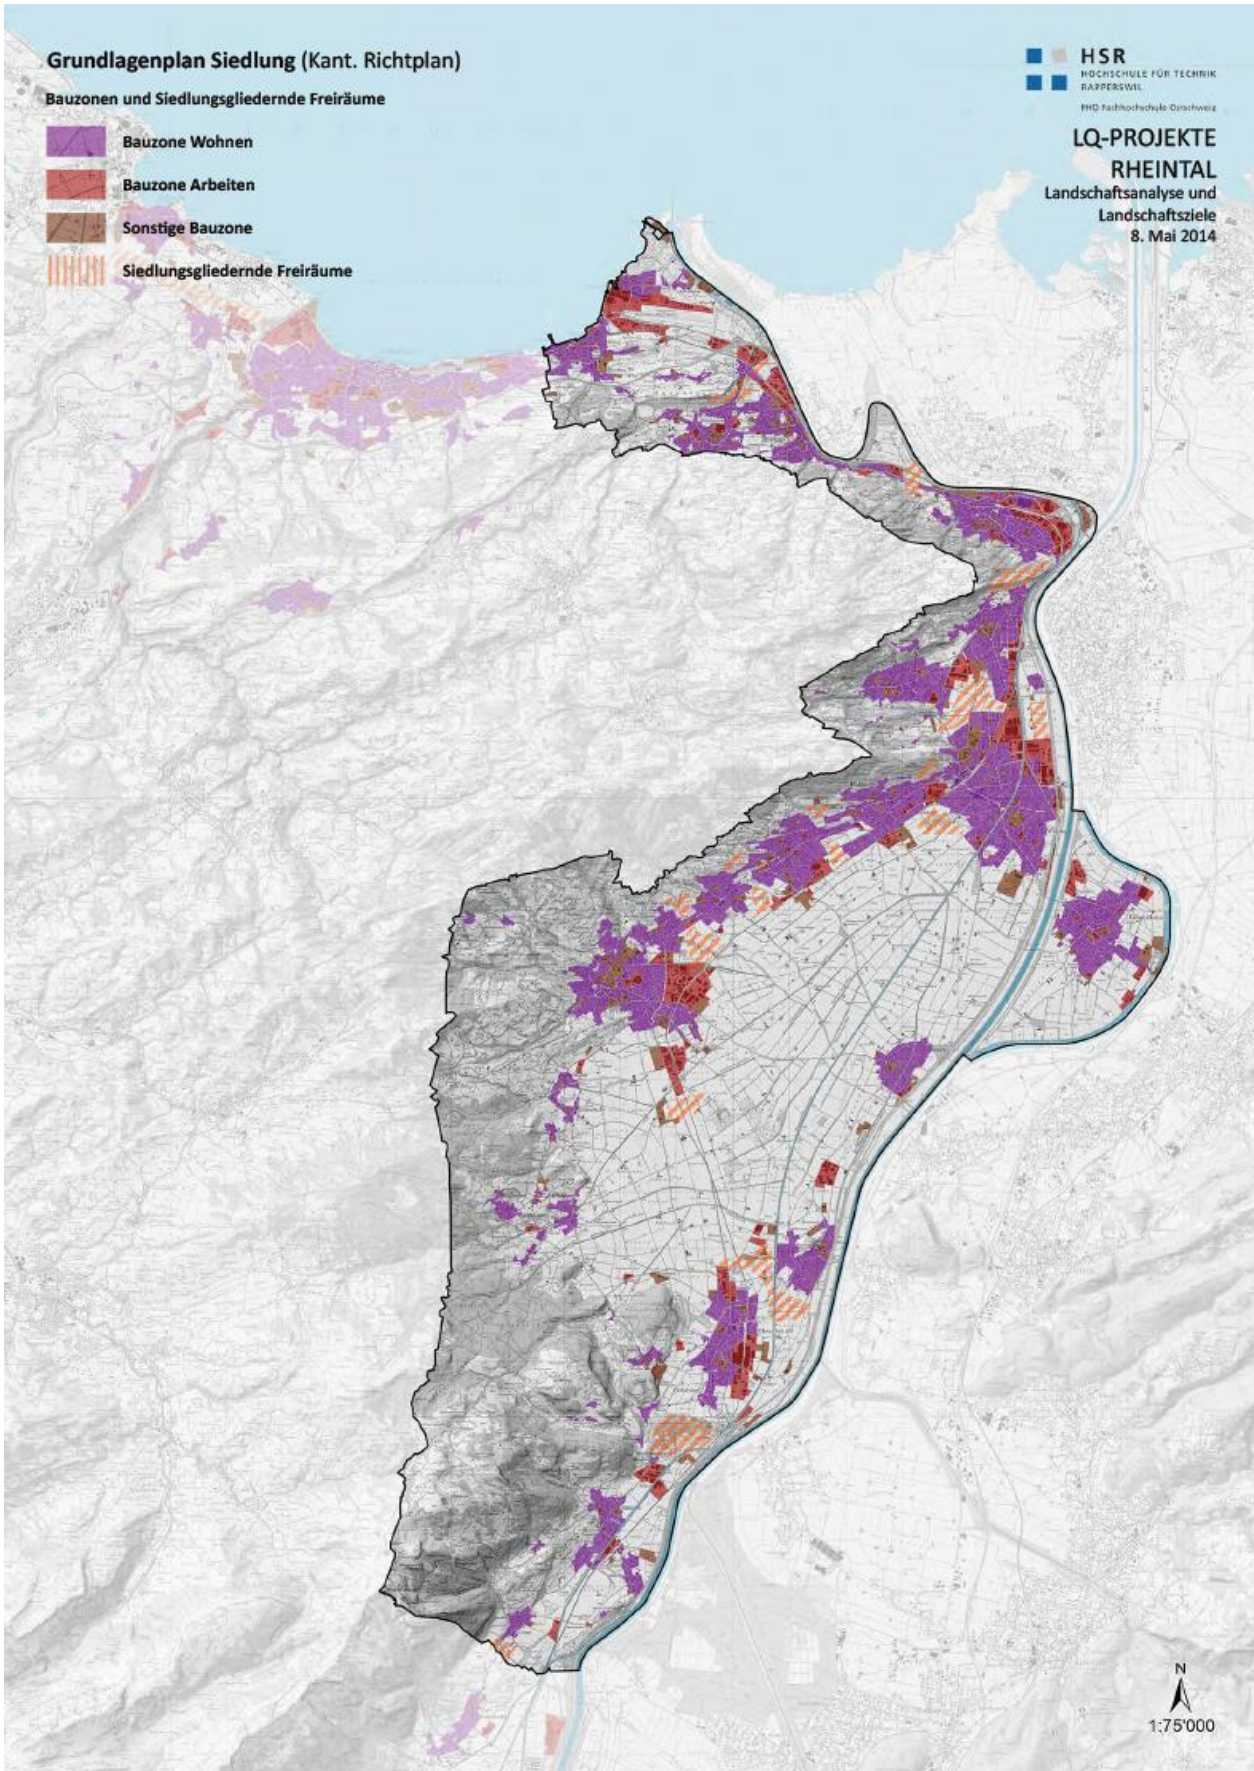 Grundlagenplan Siedlung (Kant. Richtplan)
Bauzonen und Siedlungsgliedernde Freiräume
Bauzone Wohnen
Bauzone Arbeiten
Sonstige Bauzone
Siedlungsgliedernde Freiräume
HSR
HOCHSCHULE FÜR TECHNIK
RAPPERSWIL
FHO Fachhochschule Ostschweiz
LQ-PROJEKTE
RHEINTAL
Landschaftsanalyse und
Landschaftsziele
8. Mai 2014
N
1:75'000